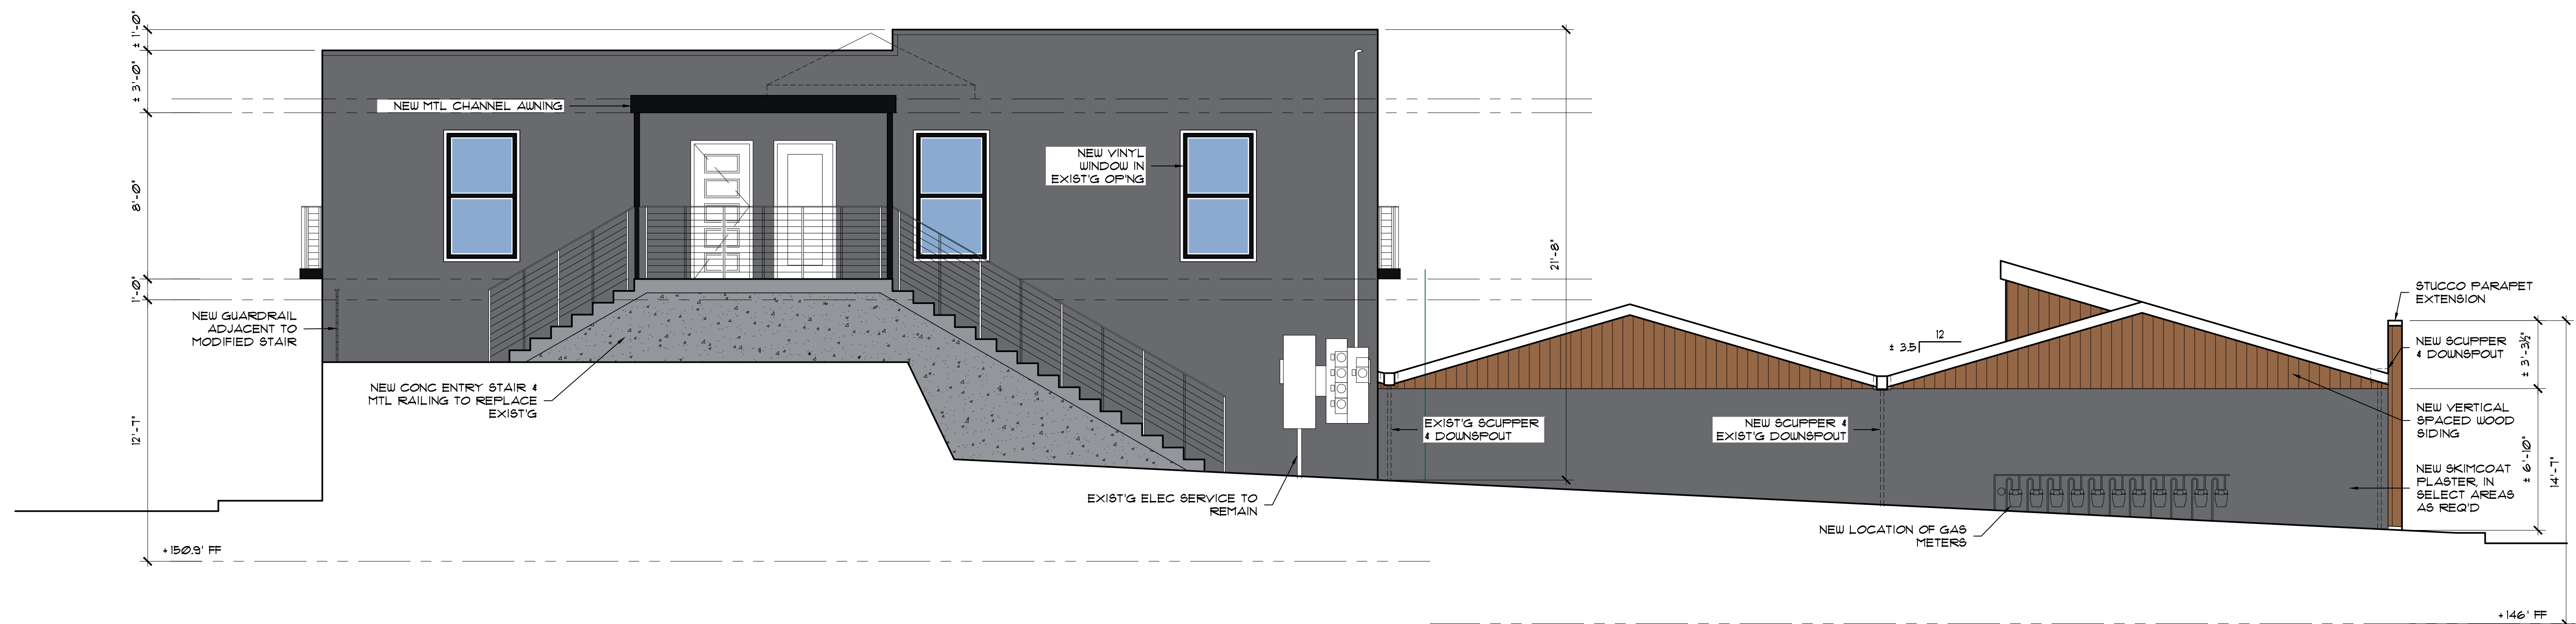 ± 1'-0"
± 3'-0"
8'-0"
1'-0"
12'-7"
+150.9' FF
NEW MTL CHANNEL AWNING
NEW GUARDRAIL
ADJACENT TO
MODIFIED STAIR
NEW CONC ENTRY STAIR &
MTL RAILING TO REPLACE
EXIST'G
NEW VINYL
WINDOW IN
EXIST'G OP'NG
EXIST'G ELEC SERVICE TO
REMAIN
21'-8"
EXIST'G SCUPPER
& DOWNSPOUT
NEW SCUPPER &
EXIST'G DOWNSPOUT
12
± 3.5
NEW LOCATION OF GAS
METERS
STUCCO PARAPET
EXTENSION
NEW SCUPPER
& DOWNSPOUT
NEW VERTICAL
SPACED WOOD
SIDING
NEW SKIMCOAT
PLASTER, IN
SELECT AREAS
AS REQ'D
± 3'-3½"
± 6'-10"
14'-7"
+146' FF